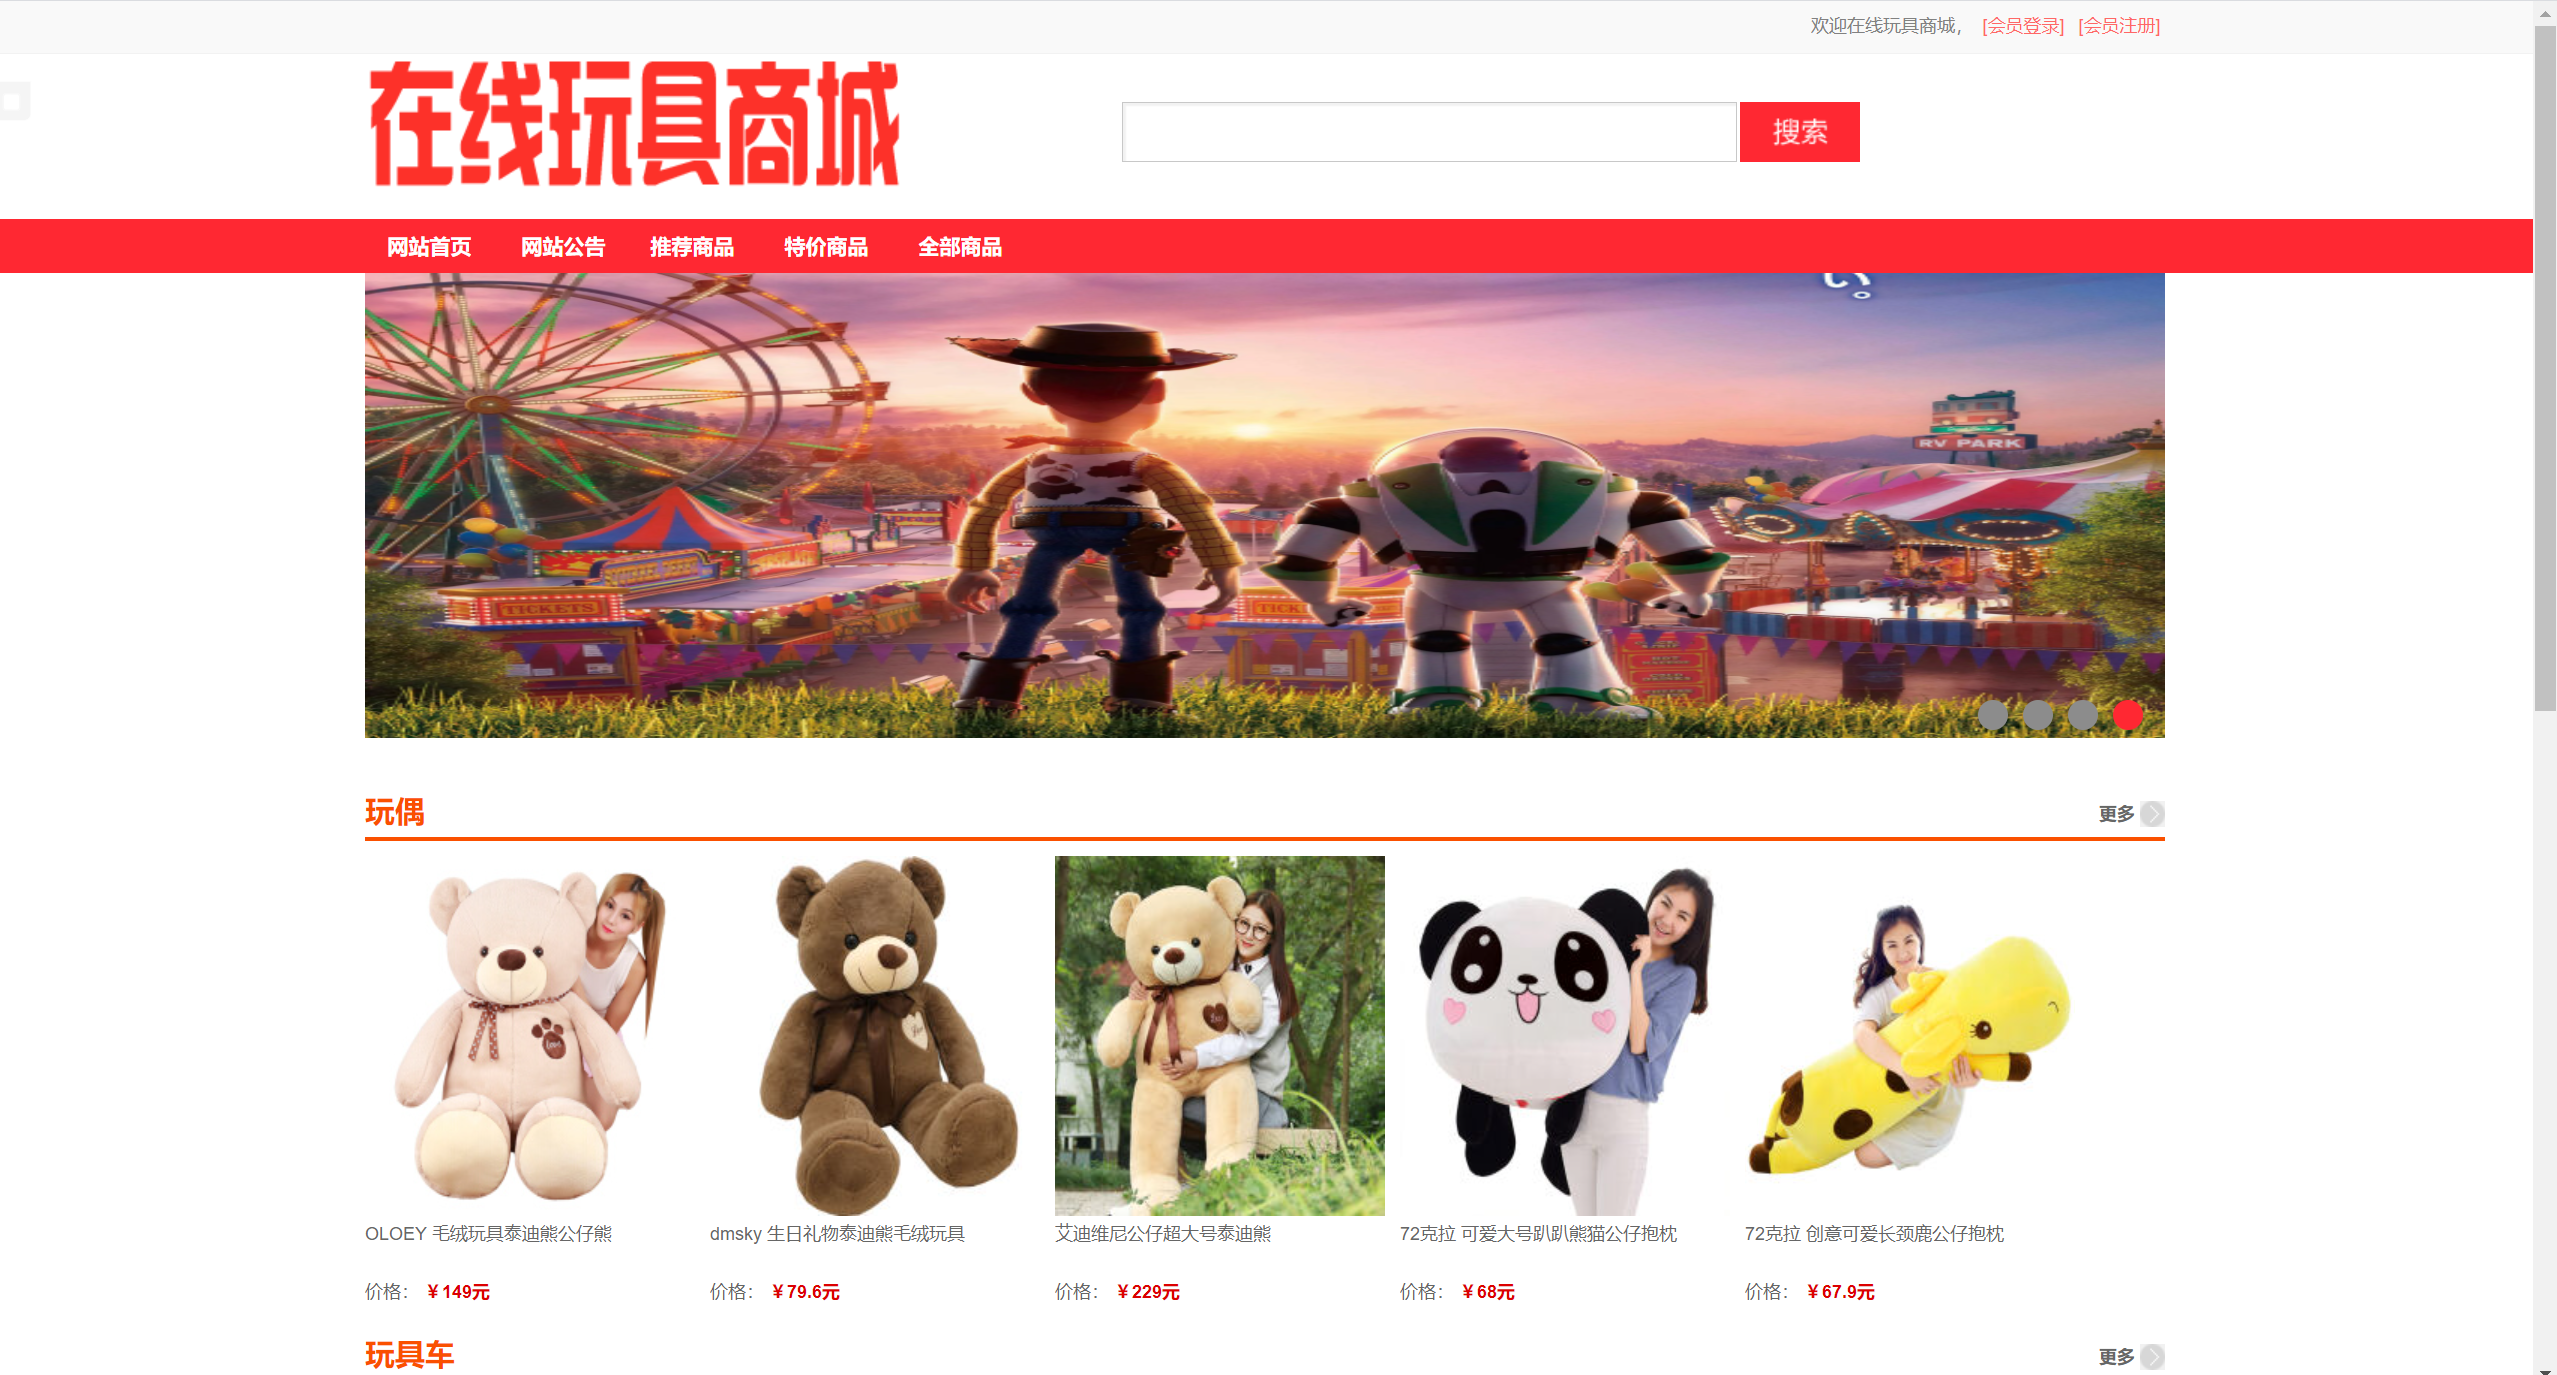 欢迎在线玩具商城， [会员登录] [会员注册]
在线玩具商城
搜索
网站首页 网站公告 推荐商品 特价商品 全部商品
RV PARK
TICKETS
玩偶 更多
OLOEY 毛绒玩具泰迪熊公仔熊
dmsky 生日礼物泰迪熊毛绒玩具
艾迪维尼公仔超大号泰迪熊
72克拉 可爱大号趴趴熊猫公仔抱枕
72克拉 创意可爱长颈鹿公仔抱枕
价格： ￥149元
价格： ￥79.6元
价格： ￥229元
价格： ￥68元
价格： ￥67.9元
玩具车 更多